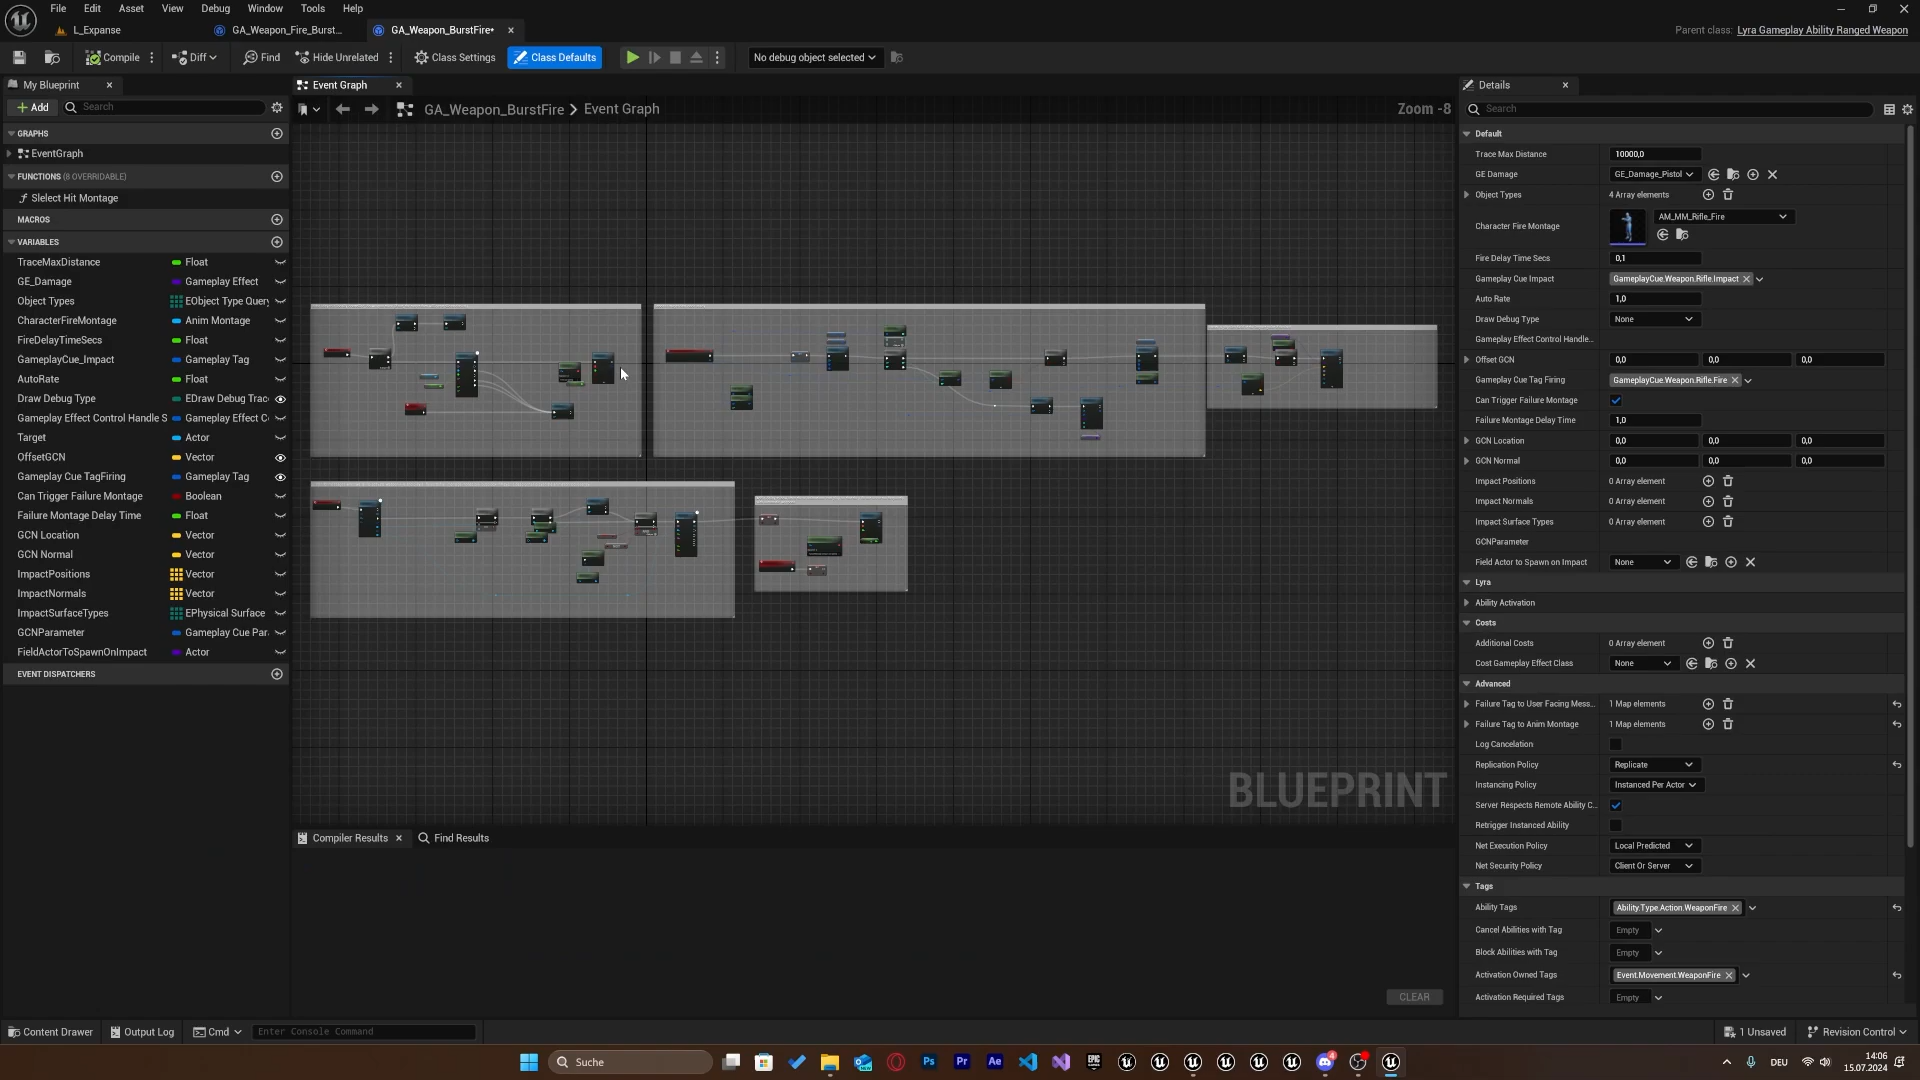 File Edit Asset View Debug Window Tools Help
L_Expanse
GA_Weapon_Fire_Burst...
GA_Weapon_BurstFire*
Parent class: Lyra Gameplay Ability Ranged Weapon
Compile
Diff
Find
Hide Unrelated
Class Settings
Class Defaults
No debug object selected
My Blueprint
Event Graph
Details
Add
Search
GA_Weapon_BurstFire > Event Graph
Zoom -8
Search
GRAPHS
EventGraph
FUNCTIONS (8 OVERRIDABLE)
Slelect Hit Montage
MACROS
VARIABLES
TraceMaxDistance Float
GE_Damage Gameplay Effect
Object Types EObject Type Query
CharacterFireMontage Anim Montage
FireDelayTimeSecs Float
GameplayCue_Impact Gameplay Tag
AutoRate Float
Draw Debug Type EDraw Debug Trac
Gameplay Effect Control Handle S Gameplay Effect C
Target Actor
OffsetGCN Vector
Gameplay Cue TagFiring Gameplay Tag
Can Trigger Failure Montage Boolean
Failure Montage Delay Time Float
GCN Location Vector
GCN Normal Vector
ImpactPositions Vector
ImpactNormals Vector
ImpactSurfaceTypes EPhysical Surface
GCNParameter Gameplay Cue Par
FieldActorToSpawnOnImpact Actor
EVENT DISPATCHERS
BLUEPRINT
Compiler Results
Find Results
CLEAR
Default
Trace Max Distance 10000,0
GE Damage GE_Damage_Pistol
Object Types 4 Array elements
Character Fire Montage AM_MM_Rifle_Fire
Fire Delay Time Secs 0,1
Gameplay Cue Impact GameplayCue.Weapon.Rifle.Impact
Auto Rate 1,0
Draw Debug Type None
Gameplay Effect Control Handle...
Offset GCN 0,0 0,0 0,0
Gameplay Cue Tag Firing GameplayCue.Weapon.Rifle.Fire
Can Trigger Failure Montage
Failure Montage Delay Time 1,0
GCN Location 0,0 0,0 0,0
GCN Normal 0,0 0,0 0,0
Impact Positions 0 Array element
Impact Normals 0 Array element
Impact Surface Types 0 Array element
GCNParameter
Field Actor to Spawn on Impact None
Lyra
Ability Activation
Costs
Additional Costs 0 Array element
Cost Gameplay Effect Class None
Advanced
Failure Tag to User Facing Mess... 1 Map elements
Failure Tag to Anim Montage 1 Map elements
Log Cancelation
Replication Policy Replicate
Instancing Policy Instanced Per Actor
Server Respects Remote Ability C...
Retrigger Instanced Ability
Net Execution Policy Local Predicted
Net Security Policy Client Or Server
Tags
Ability Tags Ability.Type.Action.WeaponFire
Cancel Abilities with Tag Empty
Block Abilities with Tag Empty
Activation Owned Tags Event.Movement.WeaponFire
Activation Required Tags Empty
Content Drawer
Output Log
Cmd
Enter Console Command
1 Unsaved
Revision Control
Suche
DEU
14:06
15.07.2024